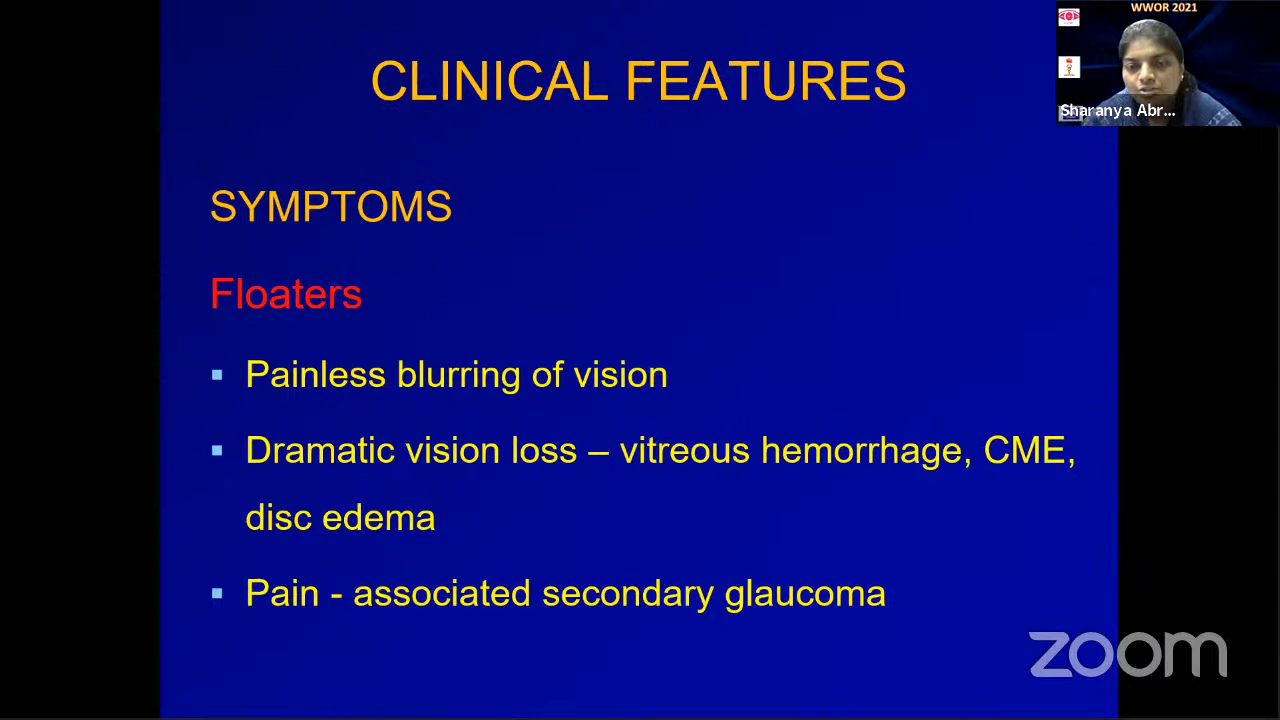 WWOR 2021
CLINICAL FEATURES
Sharanya Abr...
SYMPTOMS
Floaters
▪ Painless blurring of vision
▪ Dramatic vision loss – vitreous hemorrhage, CME,
disc edema
▪ Pain - associated secondary glaucoma
zoom